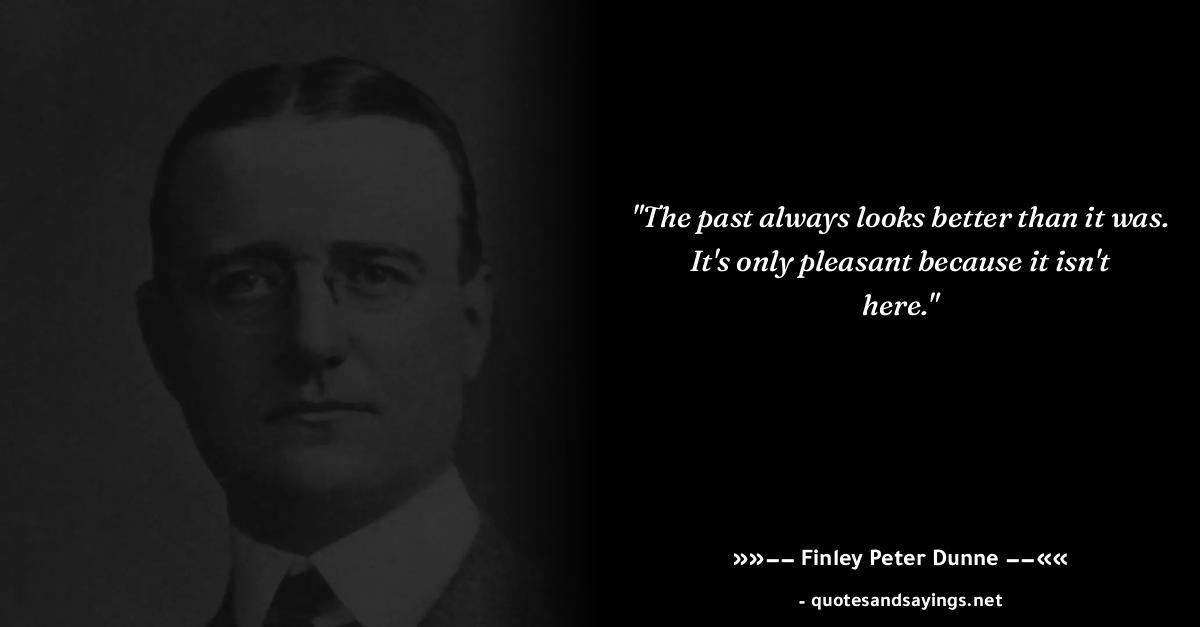 "The past always looks better than it was.
It's only pleasant because it isn't
here."
»»–– Finley Peter Dunne ––««
- quotesandsayings.net